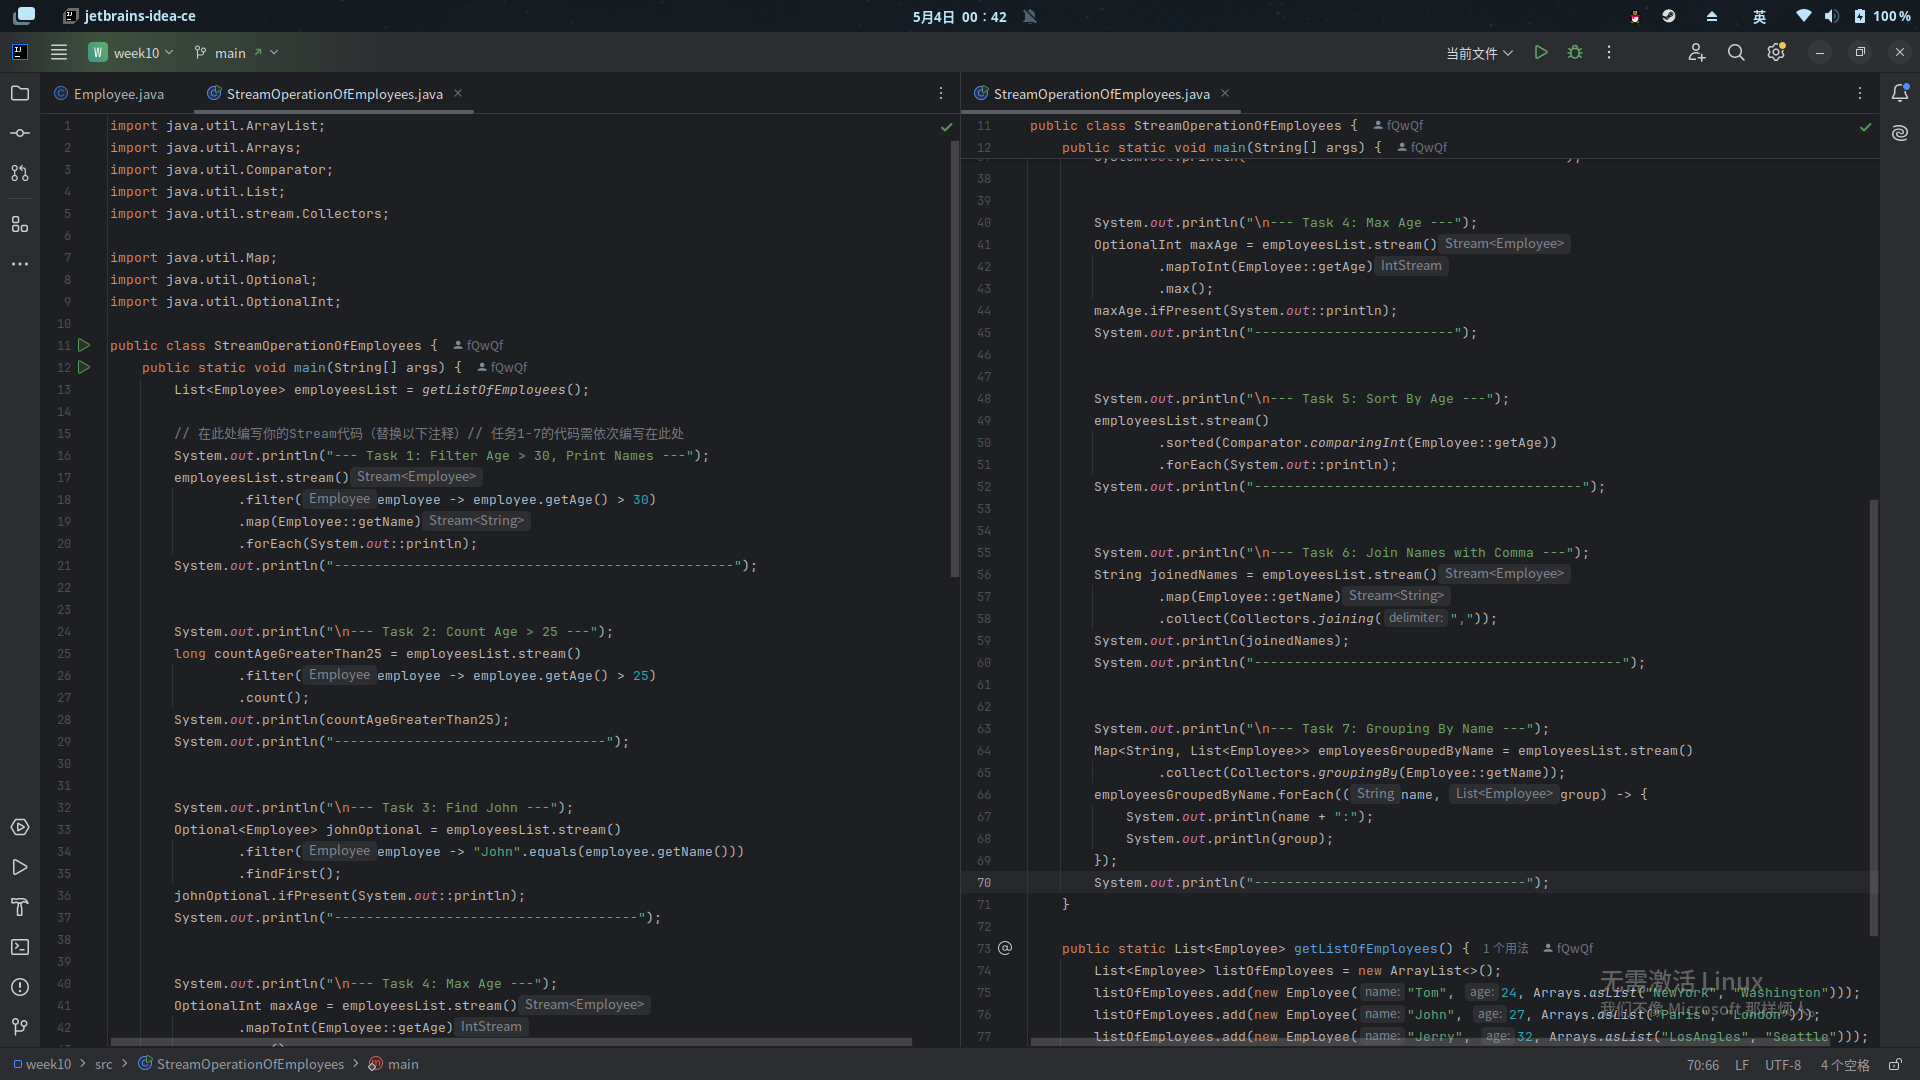 jetbrains-idea-ce
5月4日 00：42
英
100%
W week10
main
当前文件
Employee.java
StreamOperationOfEmployees.java
StreamOperationOfEmployees.java
1 import java.util.ArrayList;
2 import java.util.Arrays;
3 import java.util.Comparator;
4 import java.util.List;
5 import java.util.stream.Collectors;
6
7 import java.util.Map;
8 import java.util.Optional;
9 import java.util.OptionalInt;
10
11 public class StreamOperationOfEmployees { fQwQf
12 public static void main(String[] args) { fQwQf
13 List<Employee> employeesList = getListOfEmployees();
14
15 // 在此处编写你的Stream代码（替换以下注释）// 任务1-7的代码需依次编写在此处
16 System.out.println("--- Task 1: Filter Age > 30, Print Names ---");
17 employeesList.stream() Stream<Employee>
18 .filter( Employee employee -> employee.getAge() > 30)
19 .map(Employee::getName) Stream<String>
20 .forEach(System.out::println);
21 System.out.println("--------------------------------------------------");
22
23
24 System.out.println("\n--- Task 2: Count Age > 25 ---");
25 long countAgeGreaterThan25 = employeesList.stream()
26 .filter( Employee employee -> employee.getAge() > 25)
27 .count();
28 System.out.println(countAgeGreaterThan25);
29 System.out.println("----------------------------------");
30
31
32 System.out.println("\n--- Task 3: Find John ---");
33 Optional<Employee> johnOptional = employeesList.stream()
34 .filter( Employee employee -> "John".equals(employee.getName()))
35 .findFirst();
36 johnOptional.ifPresent(System.out::println);
37 System.out.println("--------------------------------------");
38
39
40 System.out.println("\n--- Task 4: Max Age ---");
41 OptionalInt maxAge = employeesList.stream() Stream<Employee>
42 .mapToInt(Employee::getAge) IntStream
11 public class StreamOperationOfEmployees { fQwQf
12 public static void main(String[] args) { fQwQf
38
39
40 System.out.println("\n--- Task 4: Max Age ---");
41 OptionalInt maxAge = employeesList.stream() Stream<Employee>
42 .mapToInt(Employee::getAge) IntStream
43 .max();
44 maxAge.ifPresent(System.out::println);
45 System.out.println("-------------------------");
46
47
48 System.out.println("\n--- Task 5: Sort By Age ---");
49 employeesList.stream()
50 .sorted(Comparator.comparingInt(Employee::getAge))
51 .forEach(System.out::println);
52 System.out.println("-----------------------------------------");
53
54
55 System.out.println("\n--- Task 6: Join Names with Comma ---");
56 String joinedNames = employeesList.stream() Stream<Employee>
57 .map(Employee::getName) Stream<String>
58 .collect(Collectors.joining( delimiter: ","));
59 System.out.println(joinedNames);
60 System.out.println("----------------------------------------------");
61
62
63 System.out.println("\n--- Task 7: Grouping By Name ---");
64 Map<String, List<Employee>> employeesGroupedByName = employeesList.stream()
65 .collect(Collectors.groupingBy(Employee::getName));
66 employeesGroupedByName.forEach(( String name, List<Employee> group) -> {
67 System.out.println(name + ":");
68 System.out.println(group);
69 });
70 System.out.println("----------------------------------");
71 }
72
73 public static List<Employee> getListOfEmployees() { 1个用法 fQwQf
74 List<Employee> listOfEmployees = new ArrayList<>();
75 listOfEmployees.add(new Employee( name: "Tom", age: 24, Arrays.asList("NewYork", "Washington")));
76 listOfEmployees.add(new Employee( name: "John", age: 27, Arrays.asList("Paris", "London")));
77 listOfEmployees.add(new Employee( name: "Jerry", age: 32, Arrays.asList("LosAngles", "Seattle")));
无需激活 Linux
我们不像 Microsoft 那样烦人。
week10 > src > StreamOperationOfEmployees > main
70:66 LF UTF-8 4个空格